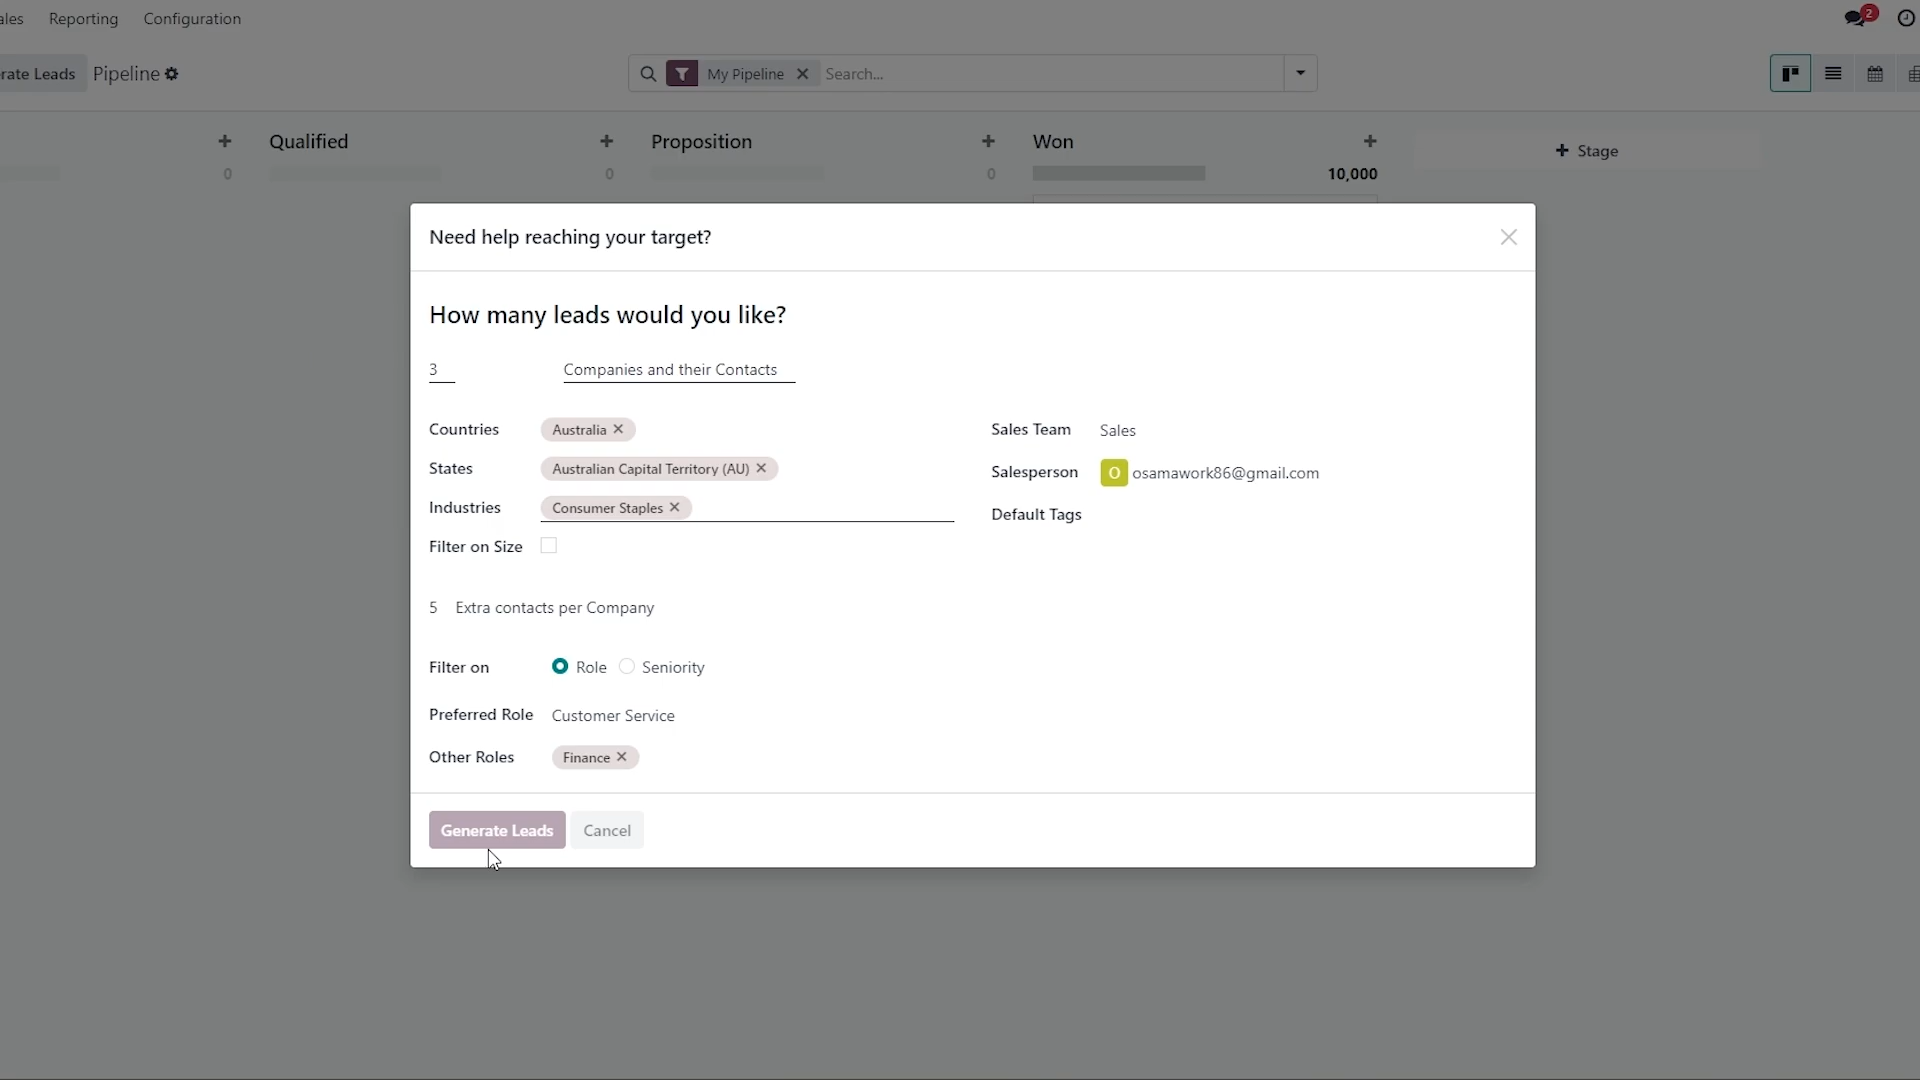 ales Reporting Configuration 2
rate Leads Pipeline My Pipeline Search...
Qualified Proposition Won Stage
0 0 0 10,000
Need help reaching your target?
How many leads would you like?
3 Companies and their Contacts
Countries Australia Sales Team Sales
States Australian Capital Territory (AU) Salesperson O osamawork86@gmail.com
Industries Consumer Staples Default Tags
Filter on Size
5 Extra contacts per Company
Filter on Role Seniority
Preferred Role Customer Service
Other Roles Finance
Generate Leads Cancel